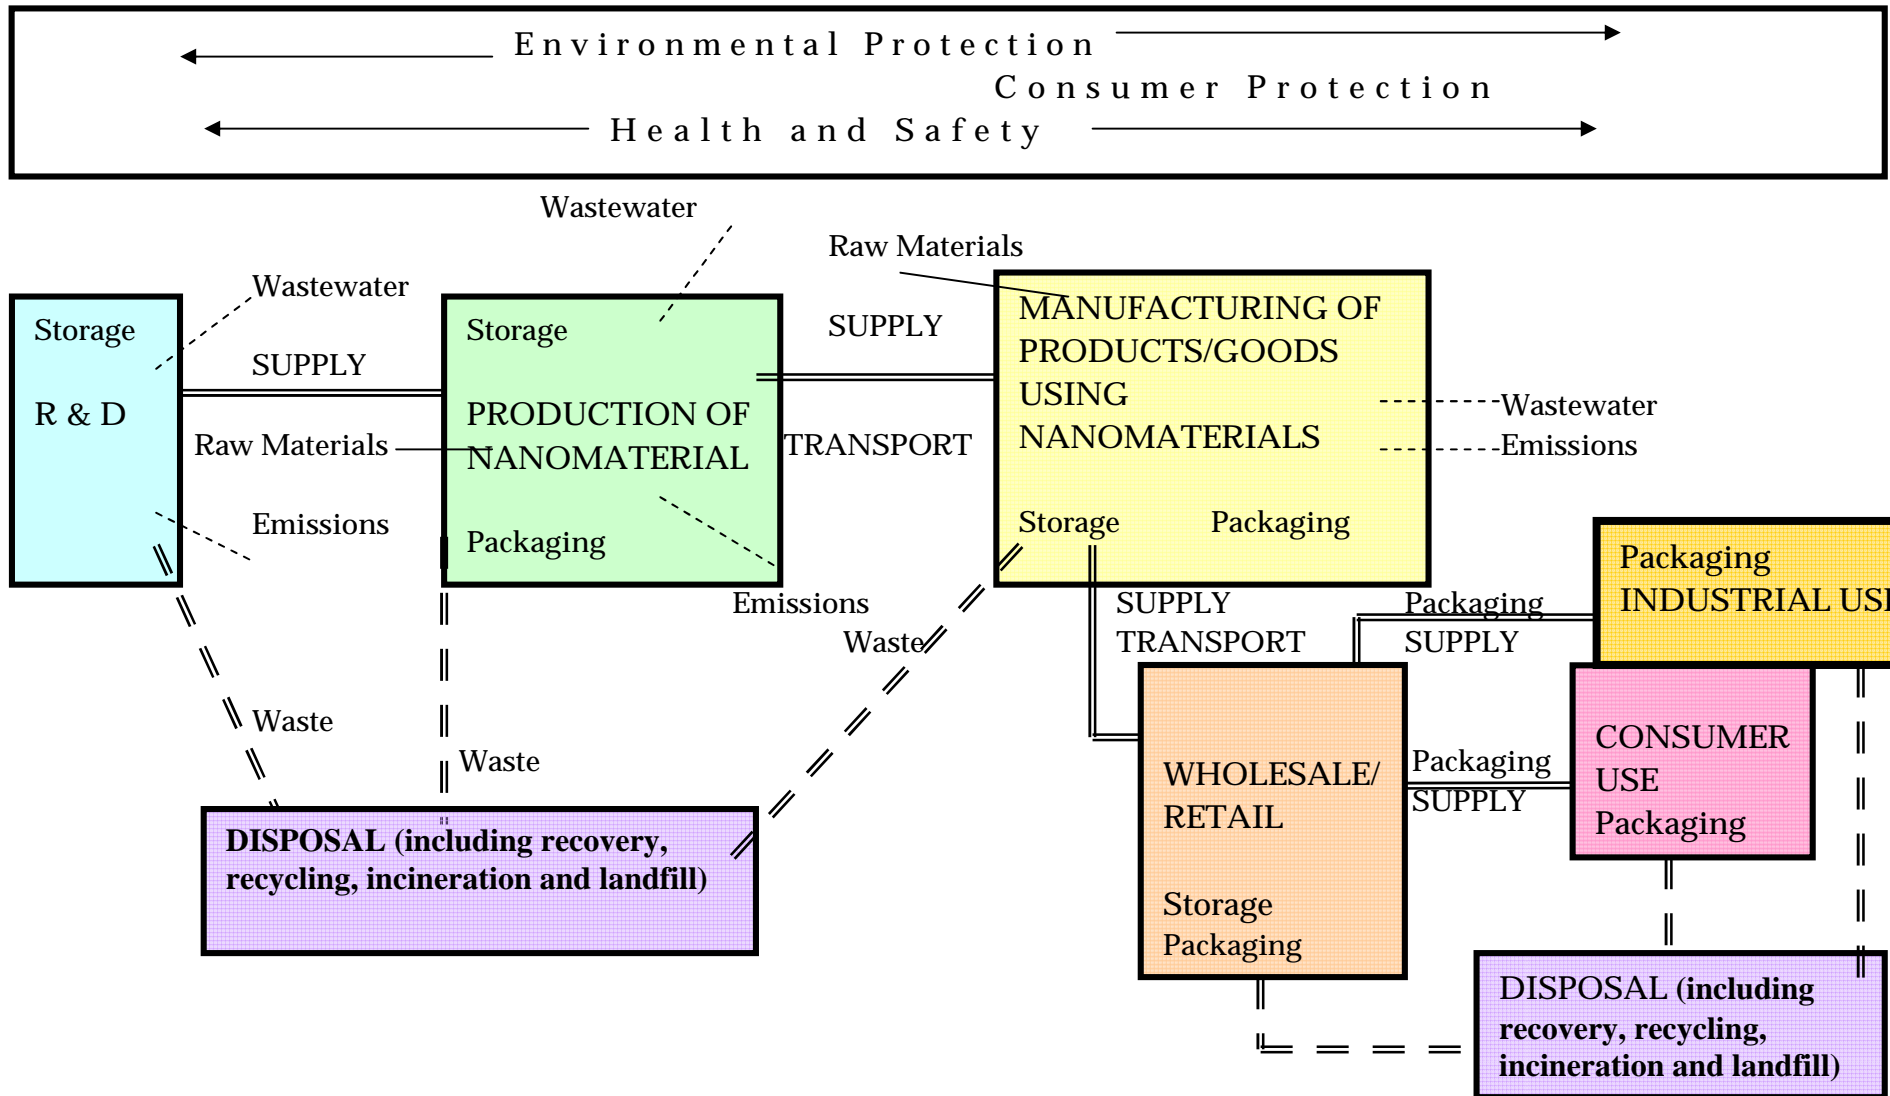 Environmental Protection
Consumer Protection
Health and Safety
Wastewater
Raw Materials
Wastewater
Storage
R & D
SUPPLY
Raw Materials
Emissions
Storage
PRODUCTION OF
NANOMATERIAL
Packaging
SUPPLY
TRANSPORT
Emissions
MANUFACTURING OF
PRODUCTS/GOODS
USING
NANOMATERIALS
Storage
Packaging
Wastewater
Emissions
Waste
Waste
Waste
SUPPLY
TRANSPORT
Packaging
SUPPLY
Packaging
INDUSTRIAL USE
WHOLESALE/
RETAIL
Storage
Packaging
Packaging
SUPPLY
CONSUMER
USE
Packaging
DISPOSAL (including recovery,
recycling, incineration and landfill)
DISPOSAL (including
recovery, recycling,
incineration and landfill)